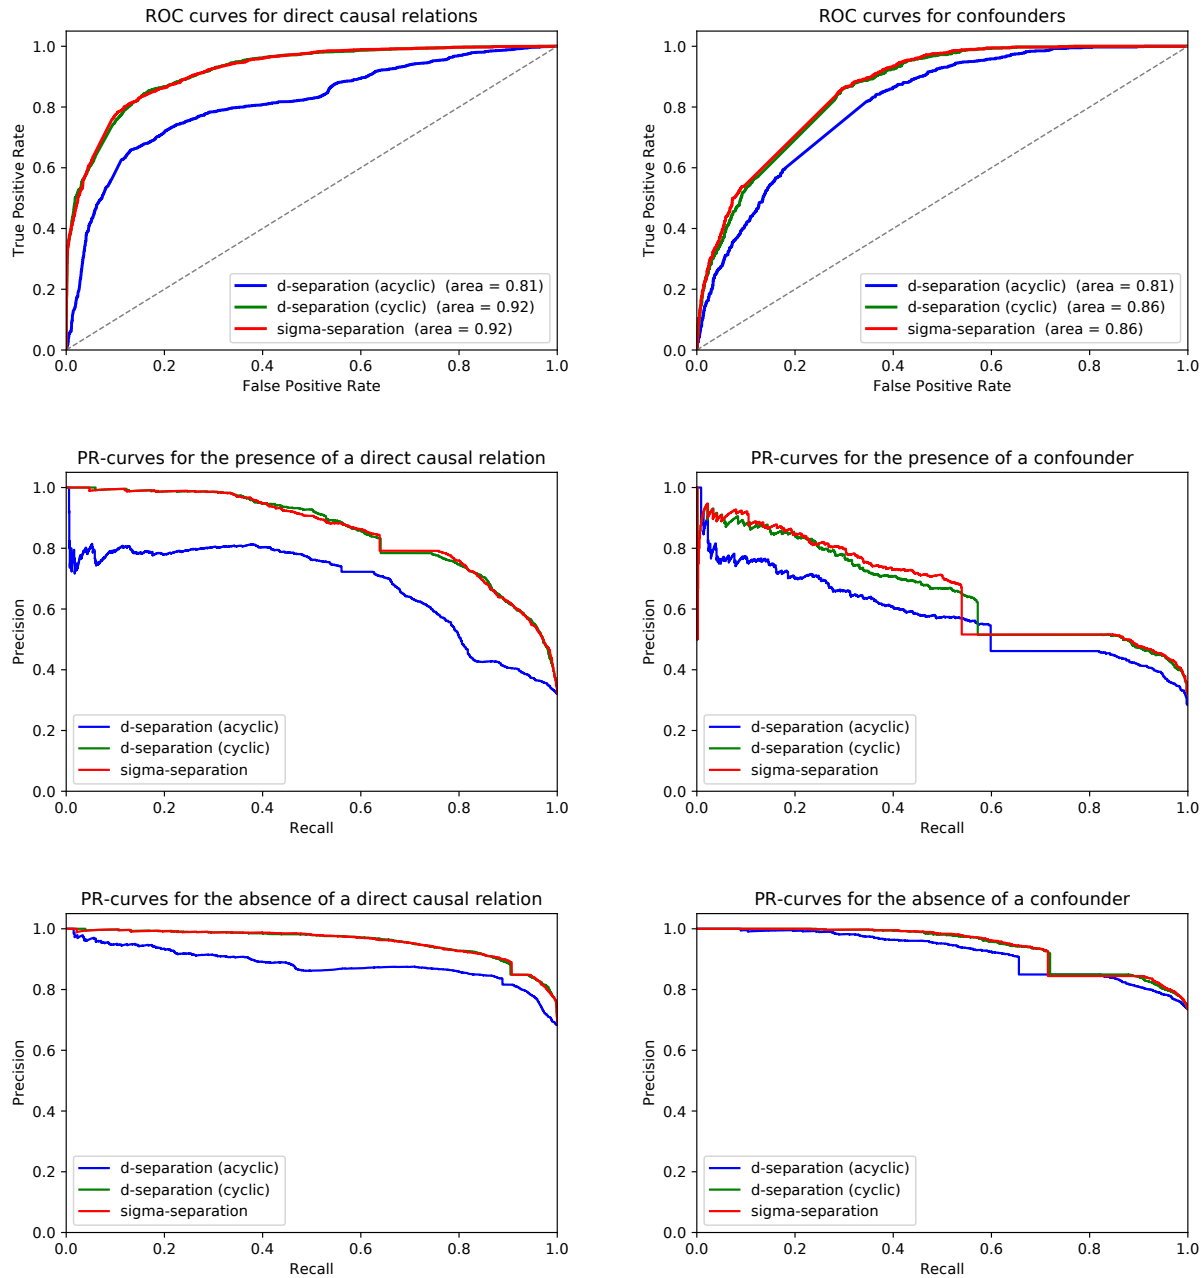 ROC curves for direct causal relations
True Positive Rate
1.0
0.8
0.6
0.4
0.2
0.0
d-separation (acyclic) (area = 0.81)
d-separation (cyclic) (area = 0.92)
sigma-separation (area = 0.92)
0.0 0.2 0.4 0.6 0.8 1.0
False Positive Rate
ROC curves for confounders
True Positive Rate
1.0
0.8
0.6
0.4
0.2
0.0
d-separation (acyclic) (area = 0.81)
d-separation (cyclic) (area = 0.86)
sigma-separation (area = 0.86)
0.0 0.2 0.4 0.6 0.8 1.0
False Positive Rate
PR-curves for the presence of a direct causal relation
Precision
1.0
0.8
0.6
0.4
0.2
0.0
d-separation (acyclic)
d-separation (cyclic)
sigma-separation
0.0 0.2 0.4 0.6 0.8 1.0
Recall
PR-curves for the presence of a confounder
Precision
1.0
0.8
0.6
0.4
0.2
0.0
d-separation (acyclic)
d-separation (cyclic)
sigma-separation
0.0 0.2 0.4 0.6 0.8 1.0
Recall
PR-curves for the absence of a direct causal relation
Precision
1.0
0.8
0.6
0.4
0.2
0.0
d-separation (acyclic)
d-separation (cyclic)
sigma-separation
0.0 0.2 0.4 0.6 0.8 1.0
Recall
PR-curves for the absence of a confounder
Precision
1.0
0.8
0.6
0.4
0.2
0.0
d-separation (acyclic)
d-separation (cyclic)
sigma-separation
0.0 0.2 0.4 0.6 0.8 1.0
Recall